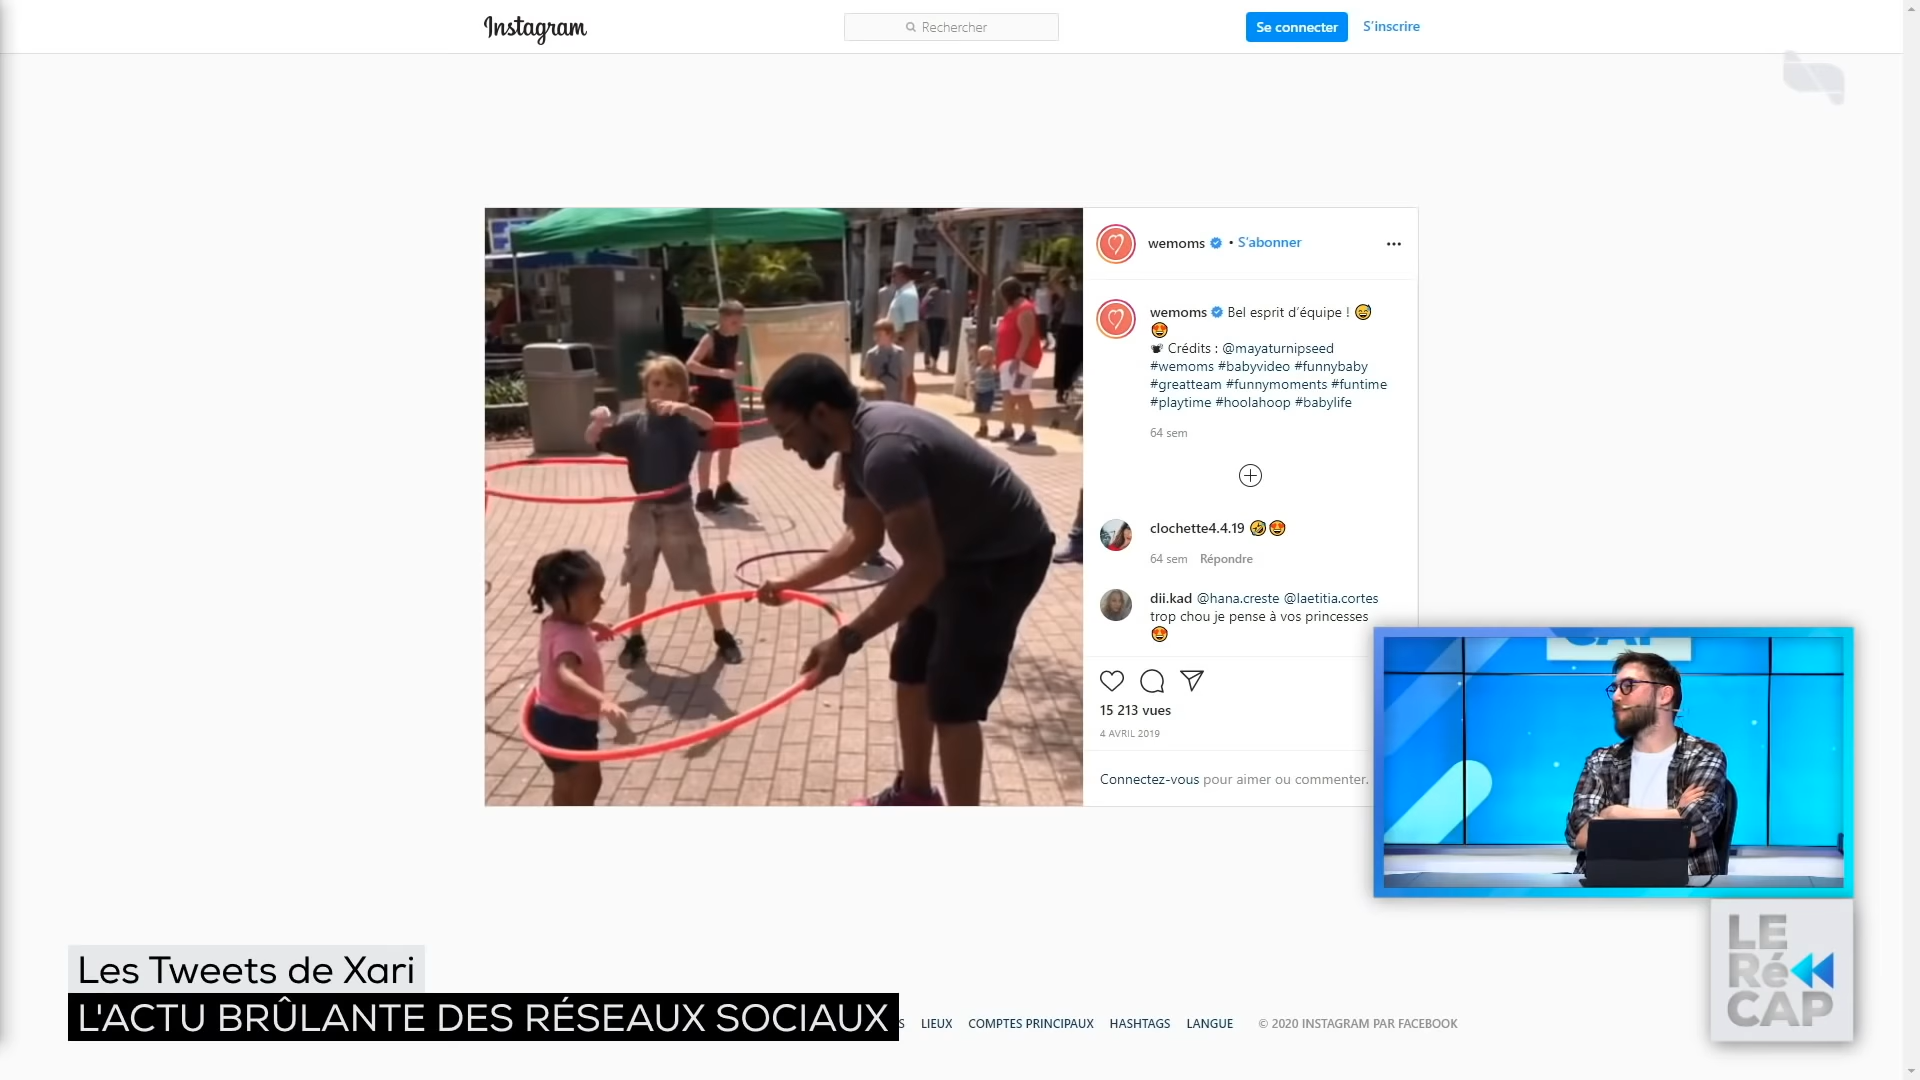 Instagram
Rechercher
Se connecter
S'inscrire
wemoms • S'abonner
wemoms Bel esprit d'équipe ! 😅
😍
📽 Crédits : @mayaturnipseed
#wemoms #babyvideo #funnybaby
#greatteam #funnymoments #funtime
#playtime #hoolahoop #babylife
64 sem
clochette4.4.19 🤣😍
64 sem Répondre
dii.kad @hana.creste @laetitia.cortes
trop chou je pense à vos princesses
😍
15 213 vues
4 AVRIL 2019
Connectez-vous pour aimer ou commenter.
CAP
LE
Ré
CAP
Les Tweets de Xari
L'ACTU BRÛLANTE DES RÉSEAUX SOCIAUX
LIEUX COMPTES PRINCIPAUX HASHTAGS LANGUE © 2020 INSTAGRAM PAR FACEBOOK